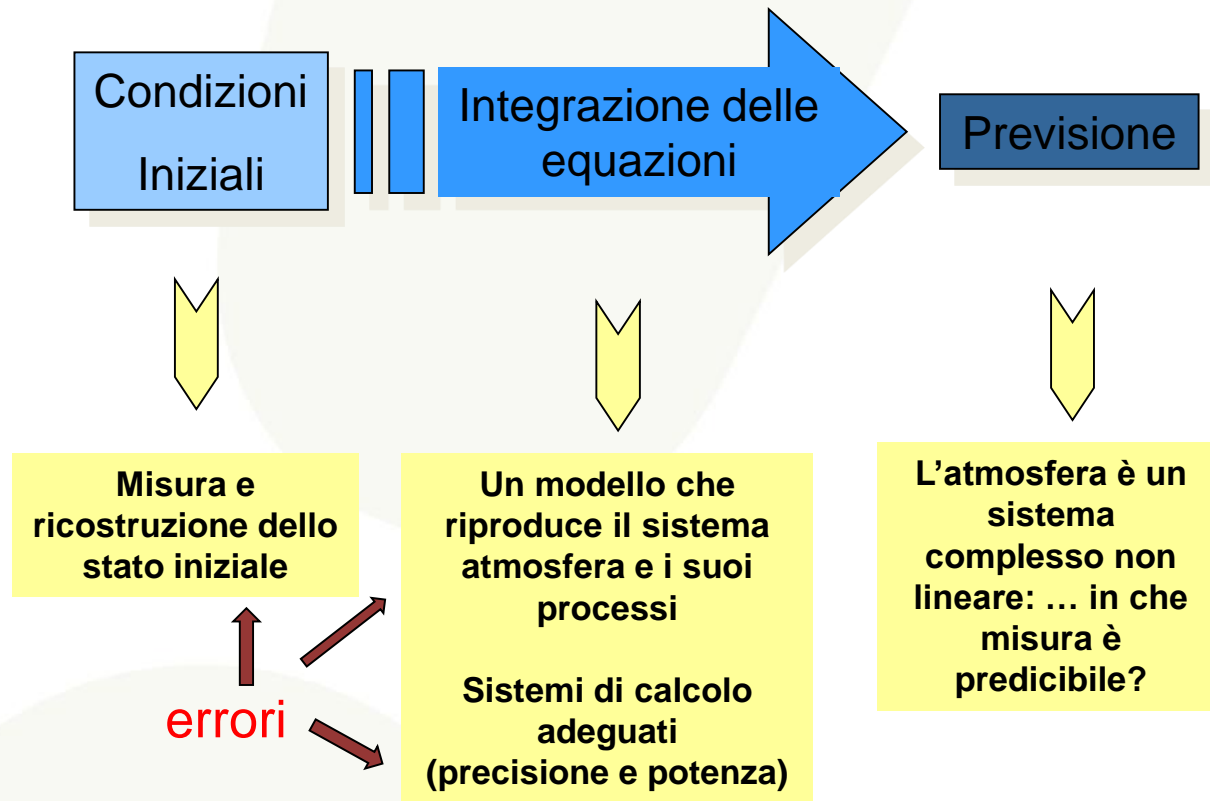 Condizioni
Iniziali
Integrazione delle
equazioni
Previsione
Misura e
ricostruzione dello
stato iniziale
Un modello che
riproduce il sistema
atmosfera e i suoi
processi
Sistemi di calcolo
adeguati
(precisione e potenza)
L’atmosfera è un
sistema
complesso non
lineare: … in che
misura è
predicibile?
errori